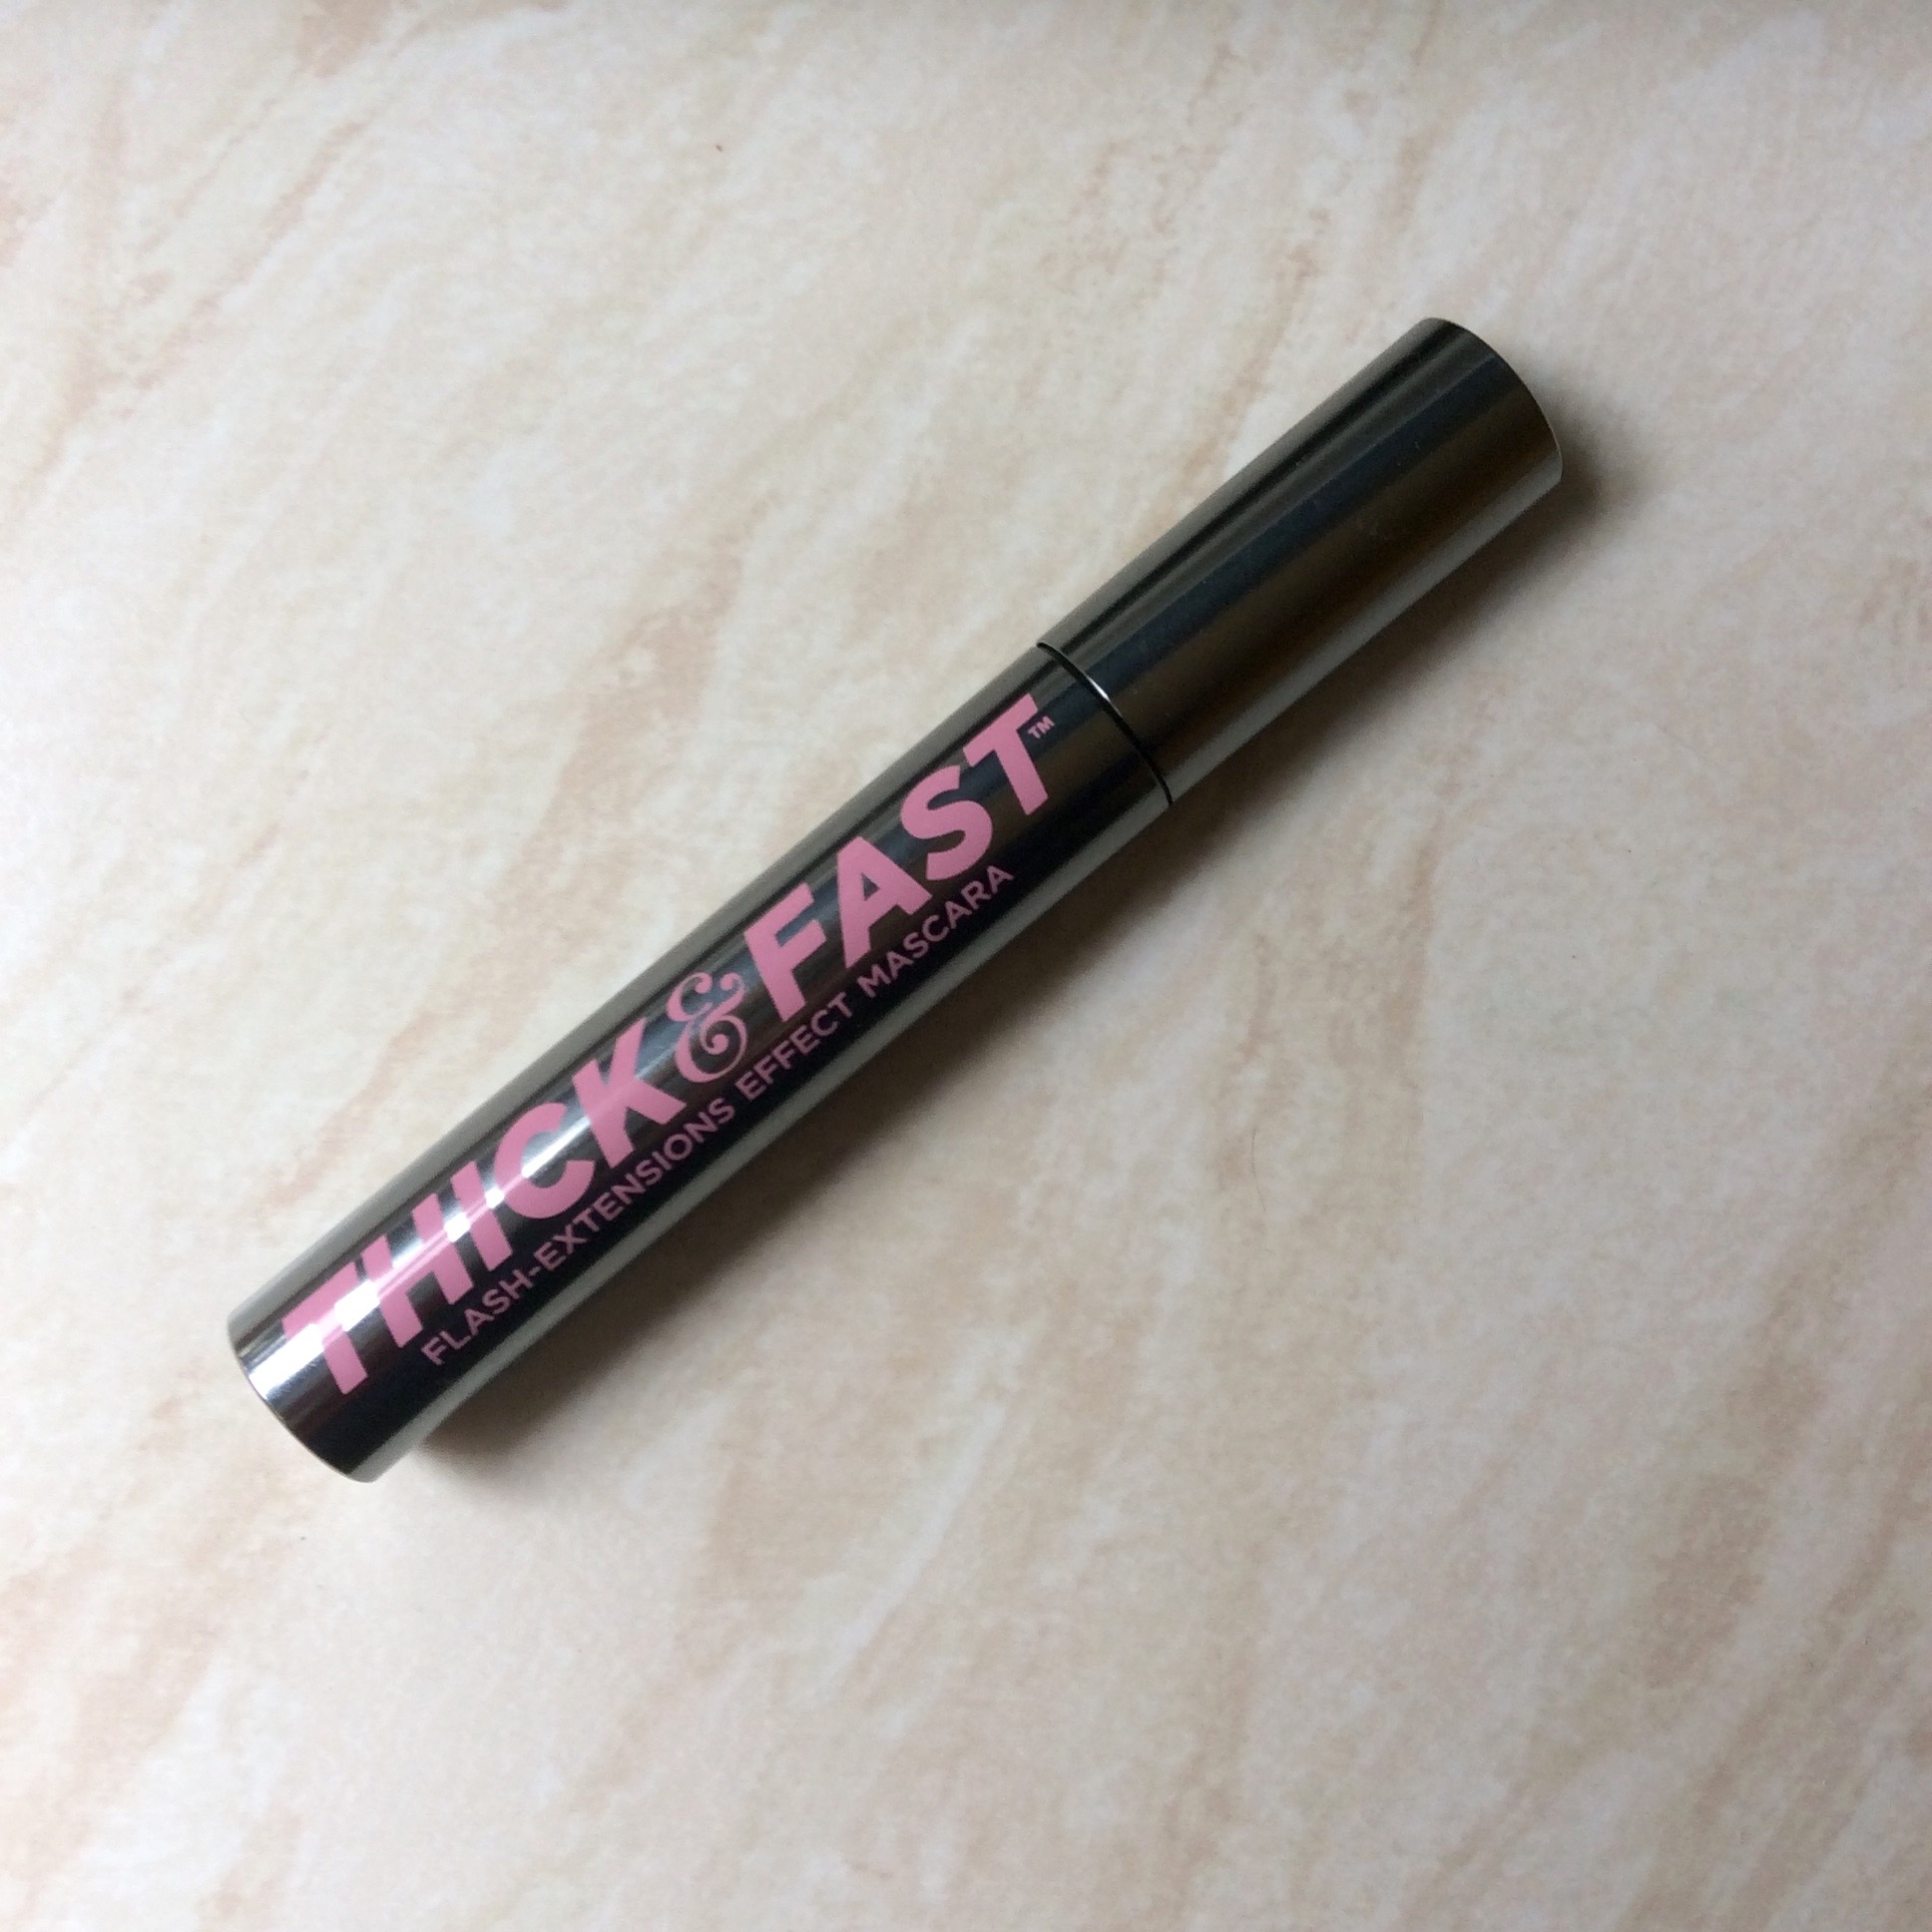 THICK & FAST™
FLASH-EXTENSIONS EFFECT MASCARA